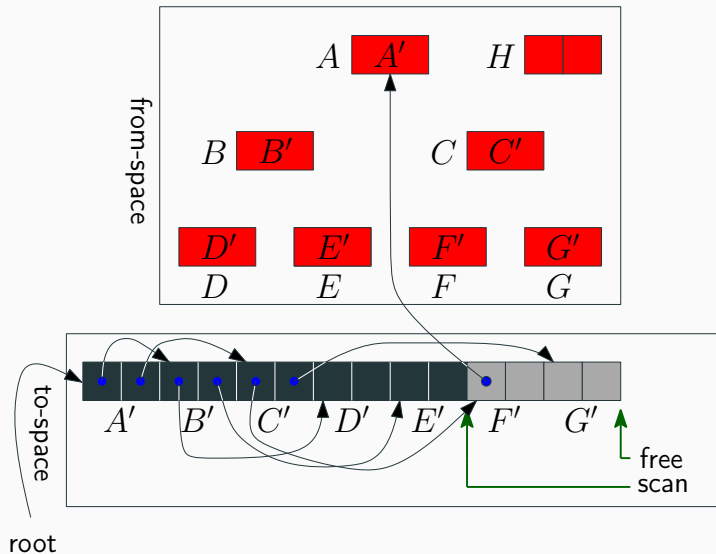 from-space
A A′ H
B B′ C C′
D′ E′ F′ G′
D E F G
to-space
A′ B′ C′ D′ E′ F′ G′
free
scan
root